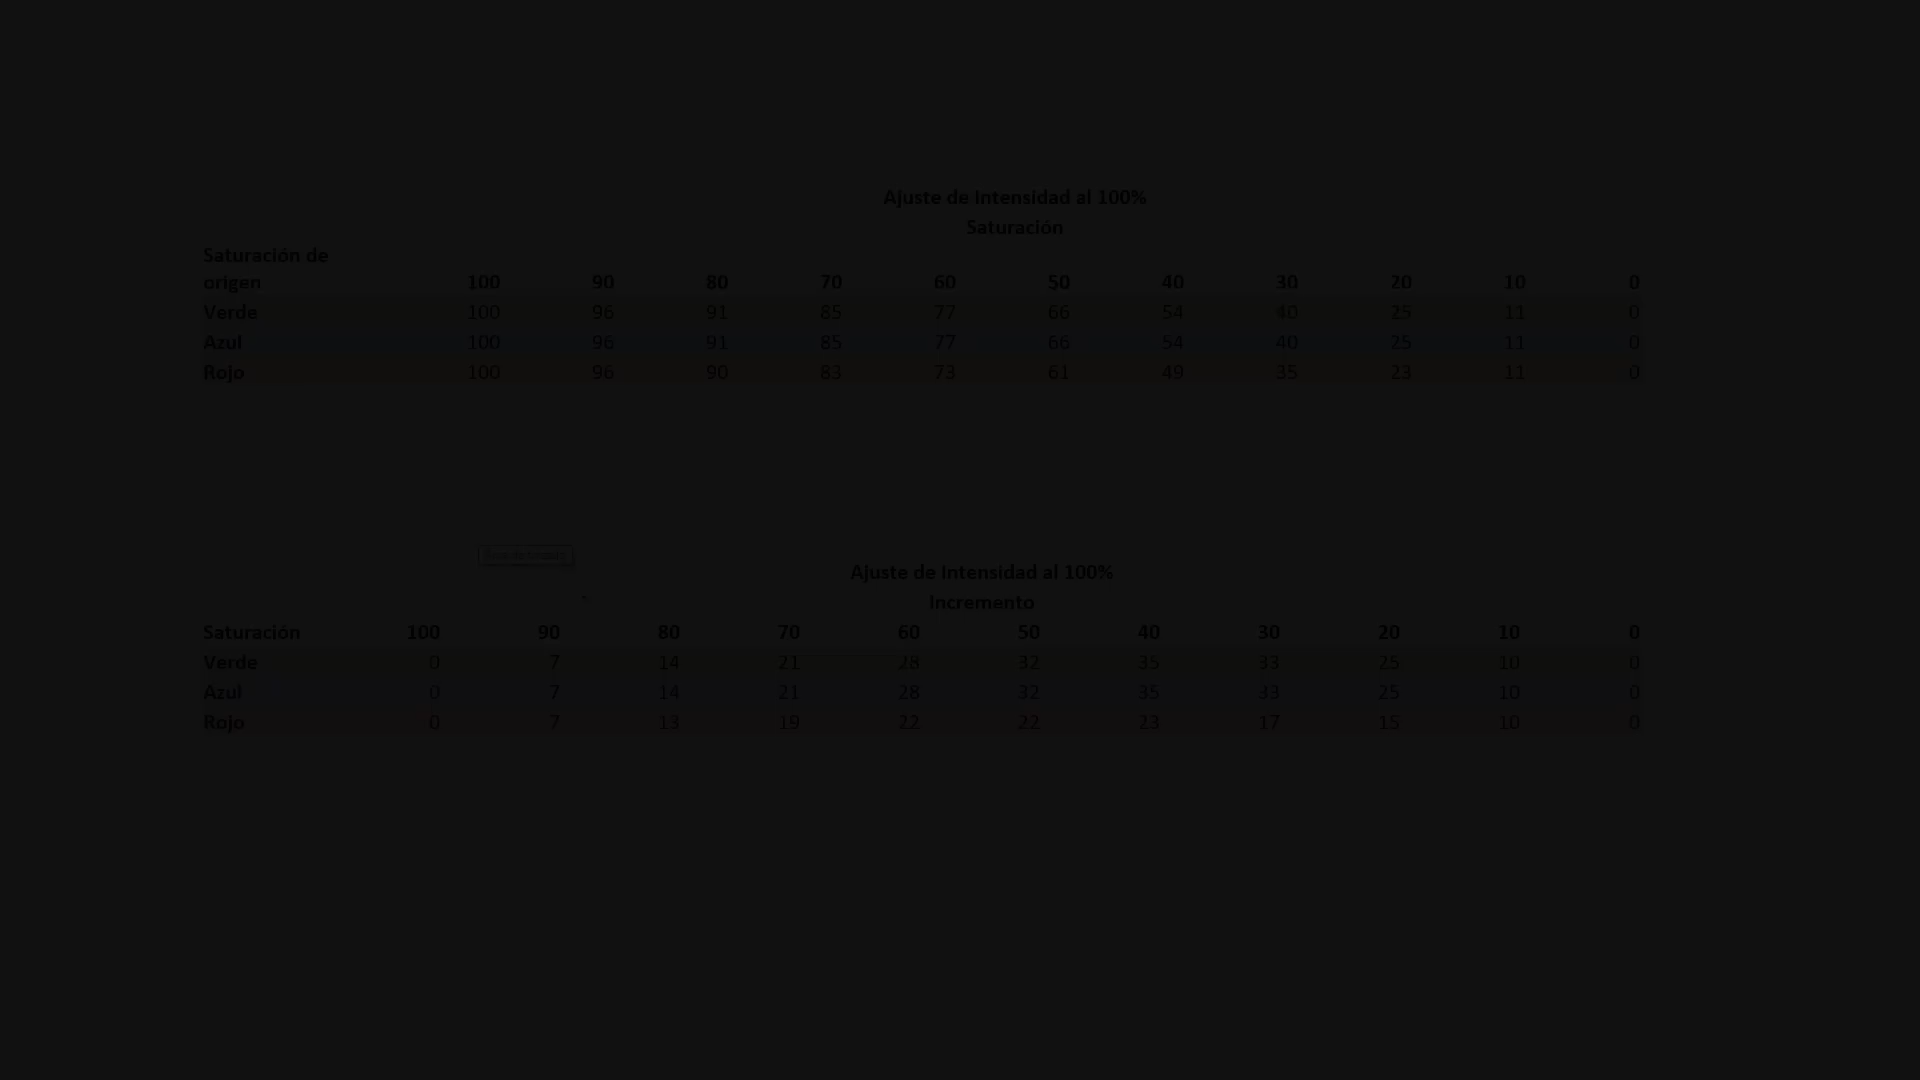 Ajuste de Intensidad al 100%
Saturación
Saturación de
origen 100 90 80 70 60 50 40 30 20 10 0
Verde 100 96 91 85 77 66 54 40 25 11 0
Azul 100 96 91 85 77 66 54 40 25 11 0
Rojo 100 96 90 83 73 61 49 35 23 11 0
Ajuste de Intensidad al 100%
Incremento
Saturación 100 90 80 70 60 50 40 30 20 10 0
Verde 0 7 14 21 28 32 35 33 25 10 0
Azul 0 7 14 21 28 32 35 33 25 10 0
Rojo 0 7 13 19 22 22 23 17 15 10 0